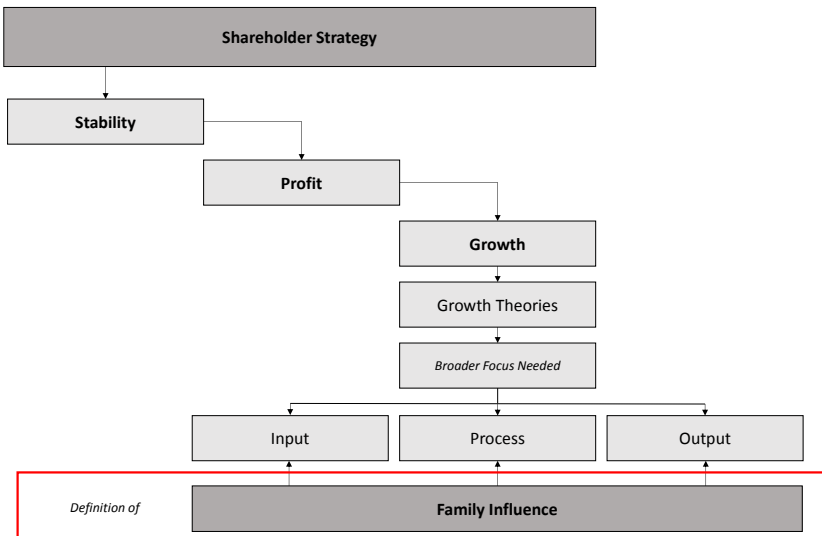 Shareholder Strategy
Stability
Profit
Growth
Growth Theories
Broader Focus Needed
Input
Process
Output
Definition of
Family Influence